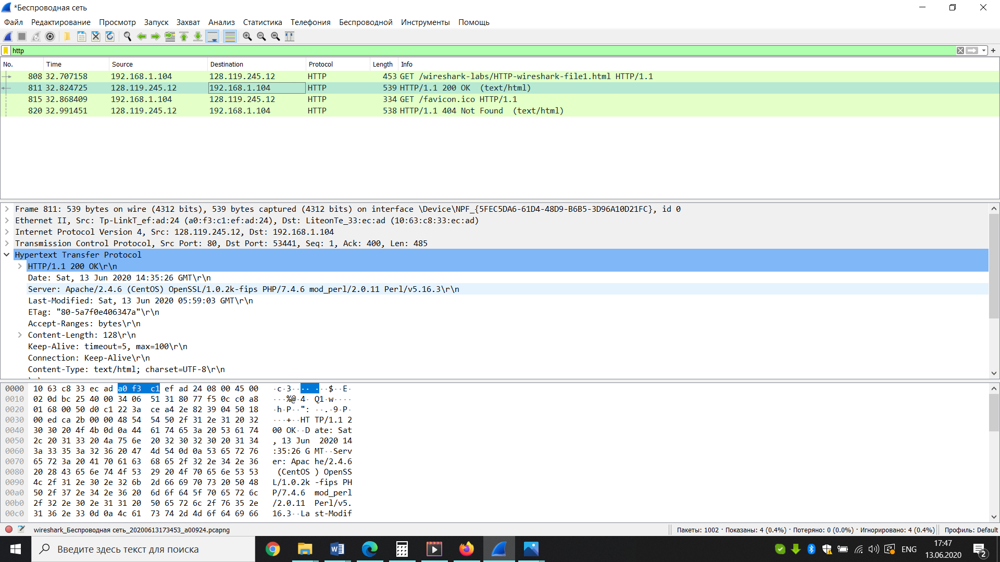 *Беспроводная сеть
Файл Редактирование Просмотр Запуск Захват Анализ Статистика Телефония Беспроводной Инструменты Помощь
http
No. Time Source Destination Protocol Length Info
808 32.707158 192.168.1.104 128.119.245.12 HTTP 453 GET /wireshark-labs/HTTP-wireshark-file1.html HTTP/1.1
811 32.824725 128.119.245.12 192.168.1.104 HTTP 539 HTTP/1.1 200 OK (text/html)
815 32.868409 192.168.1.104 128.119.245.12 HTTP 334 GET /favicon.ico HTTP/1.1
820 32.991451 128.119.245.12 192.168.1.104 HTTP 538 HTTP/1.1 404 Not Found (text/html)
Frame 811: 539 bytes on wire (4312 bits), 539 bytes captured (4312 bits) on interface \Device\NPF_{5FEC5DA6-61D4-48D9-B6B5-3D96A10D21FC}, id 0
Ethernet II, Src: Tp-LinkT_ef:ad:24 (a0:f3:c1:ef:ad:24), Dst: LiteonTe_33:ec:ad (10:63:c8:33:ec:ad)
Internet Protocol Version 4, Src: 128.119.245.12, Dst: 192.168.1.104
Transmission Control Protocol, Src Port: 80, Dst Port: 53441, Seq: 1, Ack: 400, Len: 485
Hypertext Transfer Protocol
HTTP/1.1 200 OK\r\n
Date: Sat, 13 Jun 2020 14:35:26 GMT\r\n
Server: Apache/2.4.6 (CentOS) OpenSSL/1.0.2k-fips PHP/7.4.6 mod_perl/2.0.11 Perl/v5.16.3\r\n
Last-Modified: Sat, 13 Jun 2020 05:59:03 GMT\r\n
ETag: "80-5a7f0e406347a"\r\n
Accept-Ranges: bytes\r\n
Content-Length: 128\r\n
Keep-Alive: timeout=5, max=100\r\n
Connection: Keep-Alive\r\n
Content-Type: text/html; charset=UTF-8\r\n
0000 10 63 c8 33 ec ad a0 f3 c1 ef ad 24 08 00 45 00 ·c·3···· ···$··E·
0010 02 0d bc 25 40 00 34 06 51 31 80 77 f5 0c c0 a8 ···%@·4· Q1·w····
0020 01 68 00 50 d0 c1 22 3a ce a4 2e 82 39 04 50 18 ·h·P··": ··.·9·P·
0030 00 ed ca 2b 00 00 48 54 54 50 2f 31 2e 31 20 32 ···+··HT TP/1.1 2
0040 30 30 20 4f 4b 0d 0a 44 61 74 65 3a 20 53 61 74 00 OK··D ate: Sat
0050 2c 20 31 33 20 4a 75 6e 20 32 30 32 30 20 31 34 , 13 Jun 2020 14
0060 3a 33 35 3a 32 36 20 47 4d 54 0d 0a 53 65 72 76 :35:26 G MT··Serv
0070 65 72 3a 20 41 70 61 63 68 65 2f 32 2e 34 2e 36 er: Apac he/2.4.6
0080 20 28 43 65 6e 74 4f 53 29 20 4f 70 65 6e 53 53 (CentOS ) OpenSS
0090 4c 2f 31 2e 30 2e 32 6b 2d 66 69 70 73 20 50 48 L/1.0.2k -fips PH
00a0 50 2f 37 2e 34 2e 36 20 6d 6f 64 5f 70 65 72 6c P/7.4.6 mod_perl
00b0 2f 32 2e 30 2e 31 31 20 50 65 72 6c 2f 76 35 2e /2.0.11 Perl/v5.
00c0 31 36 2e 33 0d 0a 4c 61 73 74 2d 4d 6f 64 69 66 16.3··La st-Modif
wireshark_Беспроводная сеть_20200613173453_a00924.pcapng
Пакеты: 1002 · Показаны: 4 (0.4%) · Потеряно: 0 (0.0%) · Игнорировано: 4 (0.4%)
Профиль: Default
Введите здесь текст для поиска
ENG
17:47
13.06.2020
2